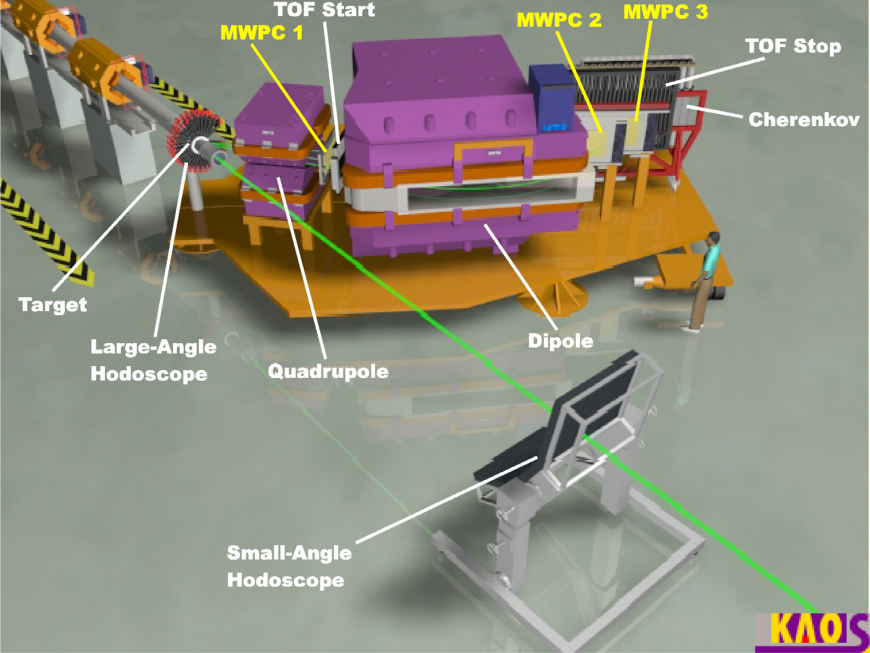 TOF Start
MWPC 1
MWPC 2
MWPC 3
TOF Stop
Cherenkov
Target
Large-Angle
Hodoscope
Quadrupole
Dipole
Small-Angle
Hodoscope
KAOS